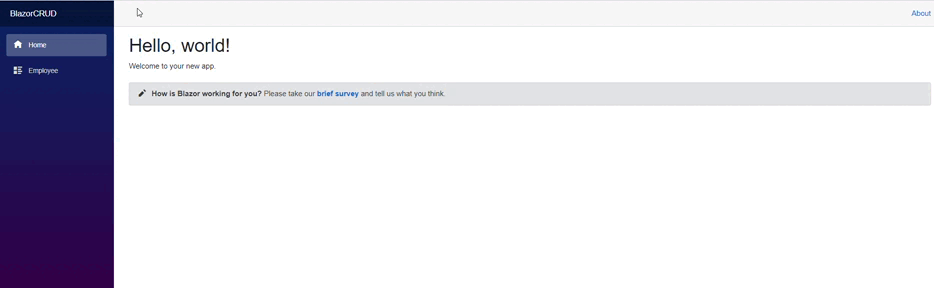 BlazorCRUD
About
Home
Employee
Hello, world!
Welcome to your new app.
How is Blazor working for you? Please take our brief survey and tell us what you think.